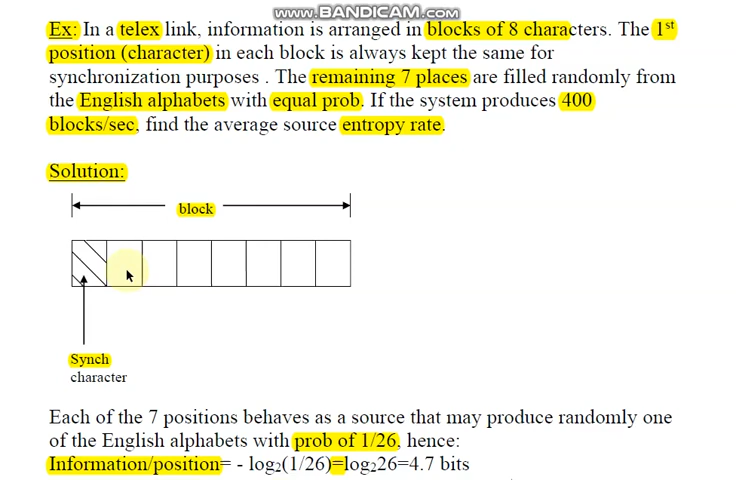 www.BANDICAM.com
Ex: In a telex link, information is arranged in blocks of 8 characters. The 1st
position (character) in each block is always kept the same for
synchronization purposes . The remaining 7 places are filled randomly from
the English alphabets with equal prob. If the system produces 400
blocks/sec, find the average source entropy rate.
Solution:
block
Synch
character
Each of the 7 positions behaves as a source that may produce randomly one
of the English alphabets with prob of 1/26, hence:
Information/position= - log₂(1/26)=log₂26=4.7 bits